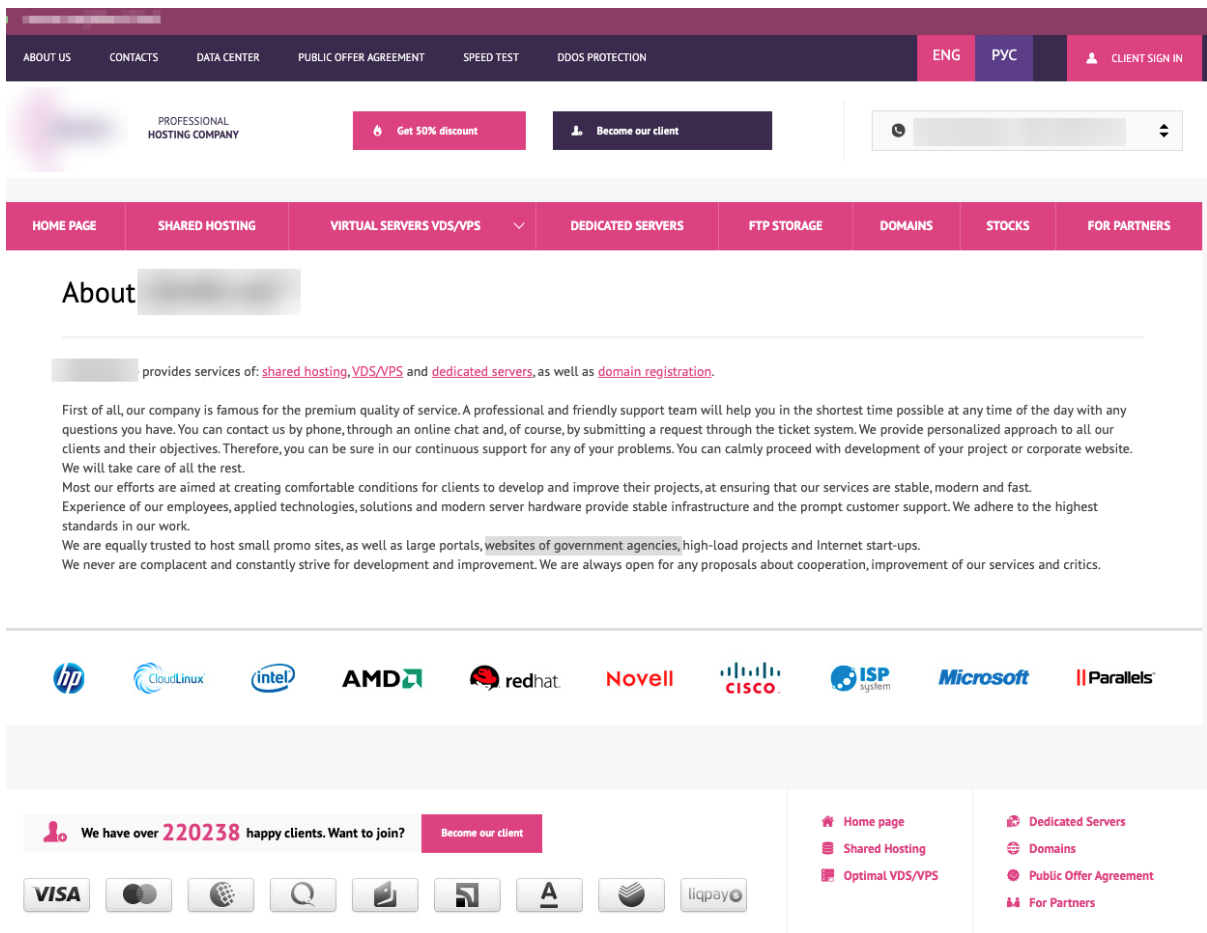 ABOUT US CONTACTS DATA CENTER PUBLIC OFFER AGREEMENT SPEED TEST DDOS PROTECTION ENG РУС CLIENT SIGN IN
PROFESSIONAL
HOSTING COMPANY
Get 50% discount
Become our client
HOME PAGE SHARED HOSTING VIRTUAL SERVERS VDS/VPS DEDICATED SERVERS FTP STORAGE DOMAINS STOCKS FOR PARTNERS
About
provides services of: shared hosting, VDS/VPS and dedicated servers, as well as domain registration.
First of all, our company is famous for the premium quality of service. A professional and friendly support team will help you in the shortest time possible at any time of the day with any
questions you have. You can contact us by phone, through an online chat and, of course, by submitting a request through the ticket system. We provide personalized approach to all our
clients and their objectives. Therefore, you can be sure in our continuous support for any of your problems. You can calmly proceed with development of your project or corporate website.
We will take care of all the rest.
Most our efforts are aimed at creating comfortable conditions for clients to develop and improve their projects, at ensuring that our services are stable, modern and fast.
Experience of our employees, applied technologies, solutions and modern server hardware provide stable infrastructure and the prompt customer support. We adhere to the highest
standards in our work.
We are equally trusted to host small promo sites, as well as large portals, websites of government agencies, high-load projects and Internet start-ups.
We never are complacent and constantly strive for development and improvement. We are always open for any proposals about cooperation, improvement of our services and critics.
hp CloudLinux intel AMD redhat. Novell CISCO ISP system Microsoft Parallels
We have over 220238 happy clients. Want to join? Become our client
VISA A liqpay
Home page
Shared Hosting
Optimal VDS/VPS
Dedicated Servers
Domains
Public Offer Agreement
For Partners